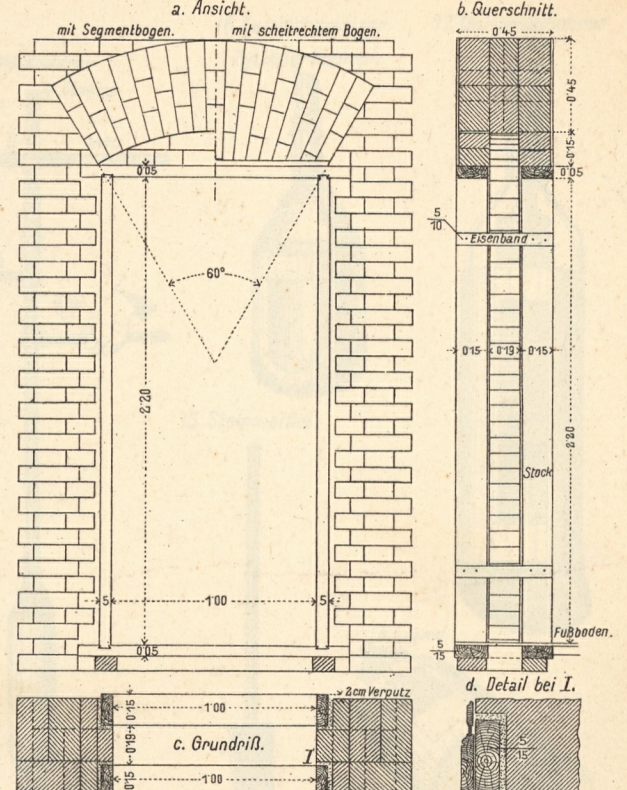 a. Ansicht.
mit Segmentbogen.
mit scheitrechtem Bogen.
0'05
60°
2'20
5
1'00
5
0'05
b. Querschnitt.
0'45
0'45
0'15
0'05
5
10
Eisenband
0'15
0'19
0'15
2'20
Stock
Fußboden.
5
15
2 cm Verputz
0'15
1'00
0'19
c. Grundriß.
I
0'15
1'00
d. Detail bei I.
5
15